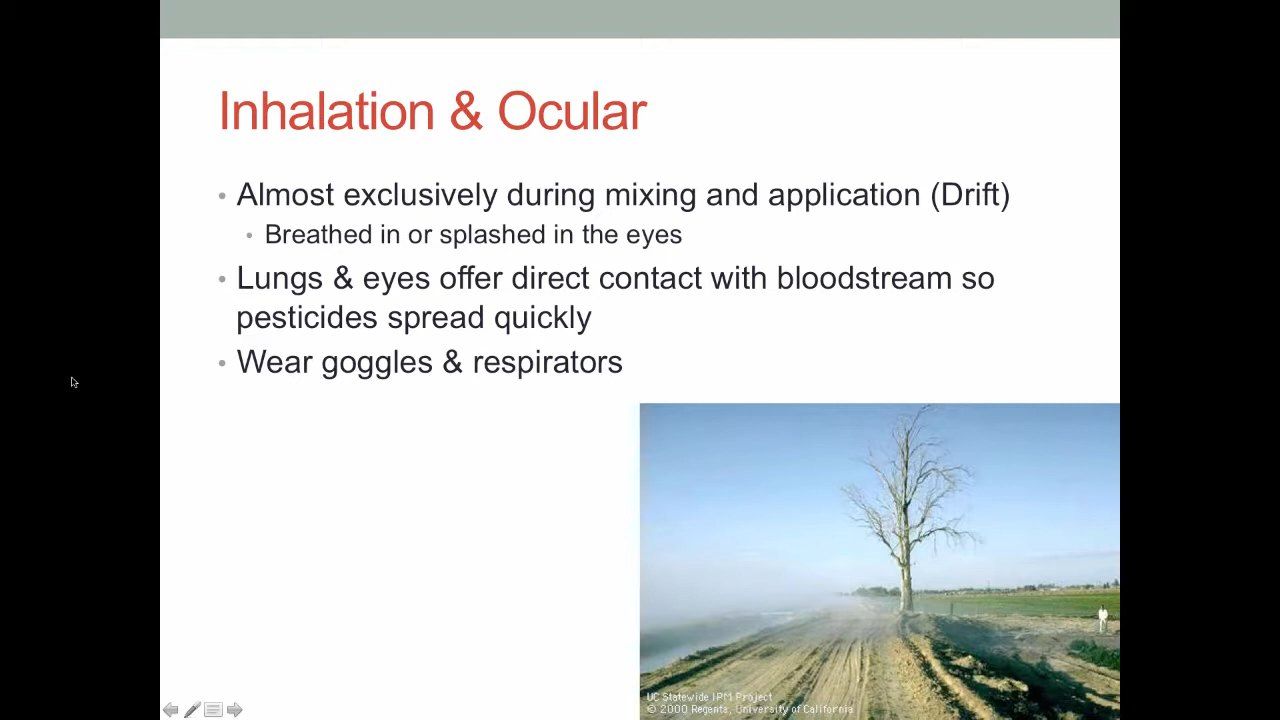 Inhalation & Ocular
• Almost exclusively during mixing and application (Drift)
• Breathed in or splashed in the eyes
• Lungs & eyes offer direct contact with bloodstream so
pesticides spread quickly
• Wear goggles & respirators
UC Statewide IPM Project
© 2000 Regents, University of California